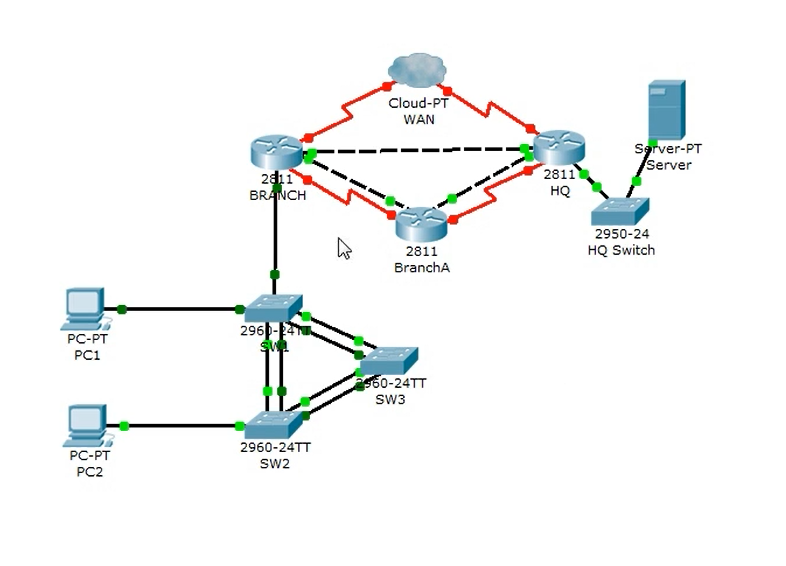 Cloud-PT
WAN
Server-PT
Server
2811
BRANCH
2811
HQ
2950-24
HQ Switch
2811
BranchA
PC-PT
PC1
2960-24TT
SW1
2960-24TT
SW3
PC-PT
PC2
2960-24TT
SW2